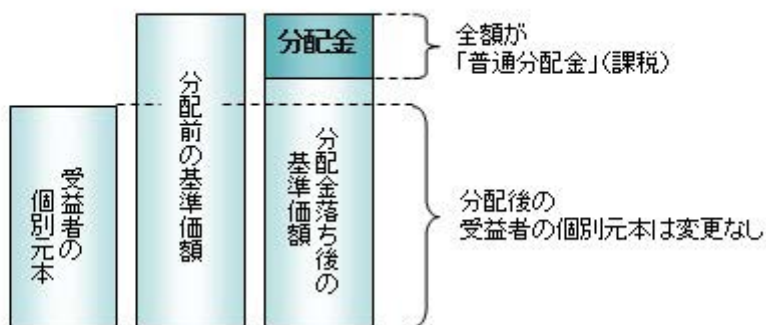 受益者の
個別元本
分配前の基準価額
分配金
分配金落ち後の
基準価額
全額が
「普通分配金」(課税)
分配後の
受益者の個別元本は変更なし